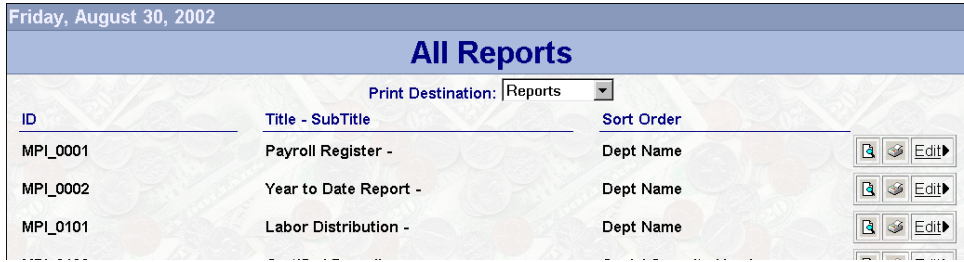 Friday, August 30, 2002
All Reports
Print Destination: Reports
ID Title - SubTitle Sort Order
MPI_0001 Payroll Register - Dept Name Edit
MPI_0002 Year to Date Report - Dept Name Edit
MPI_0101 Labor Distribution - Dept Name Edit